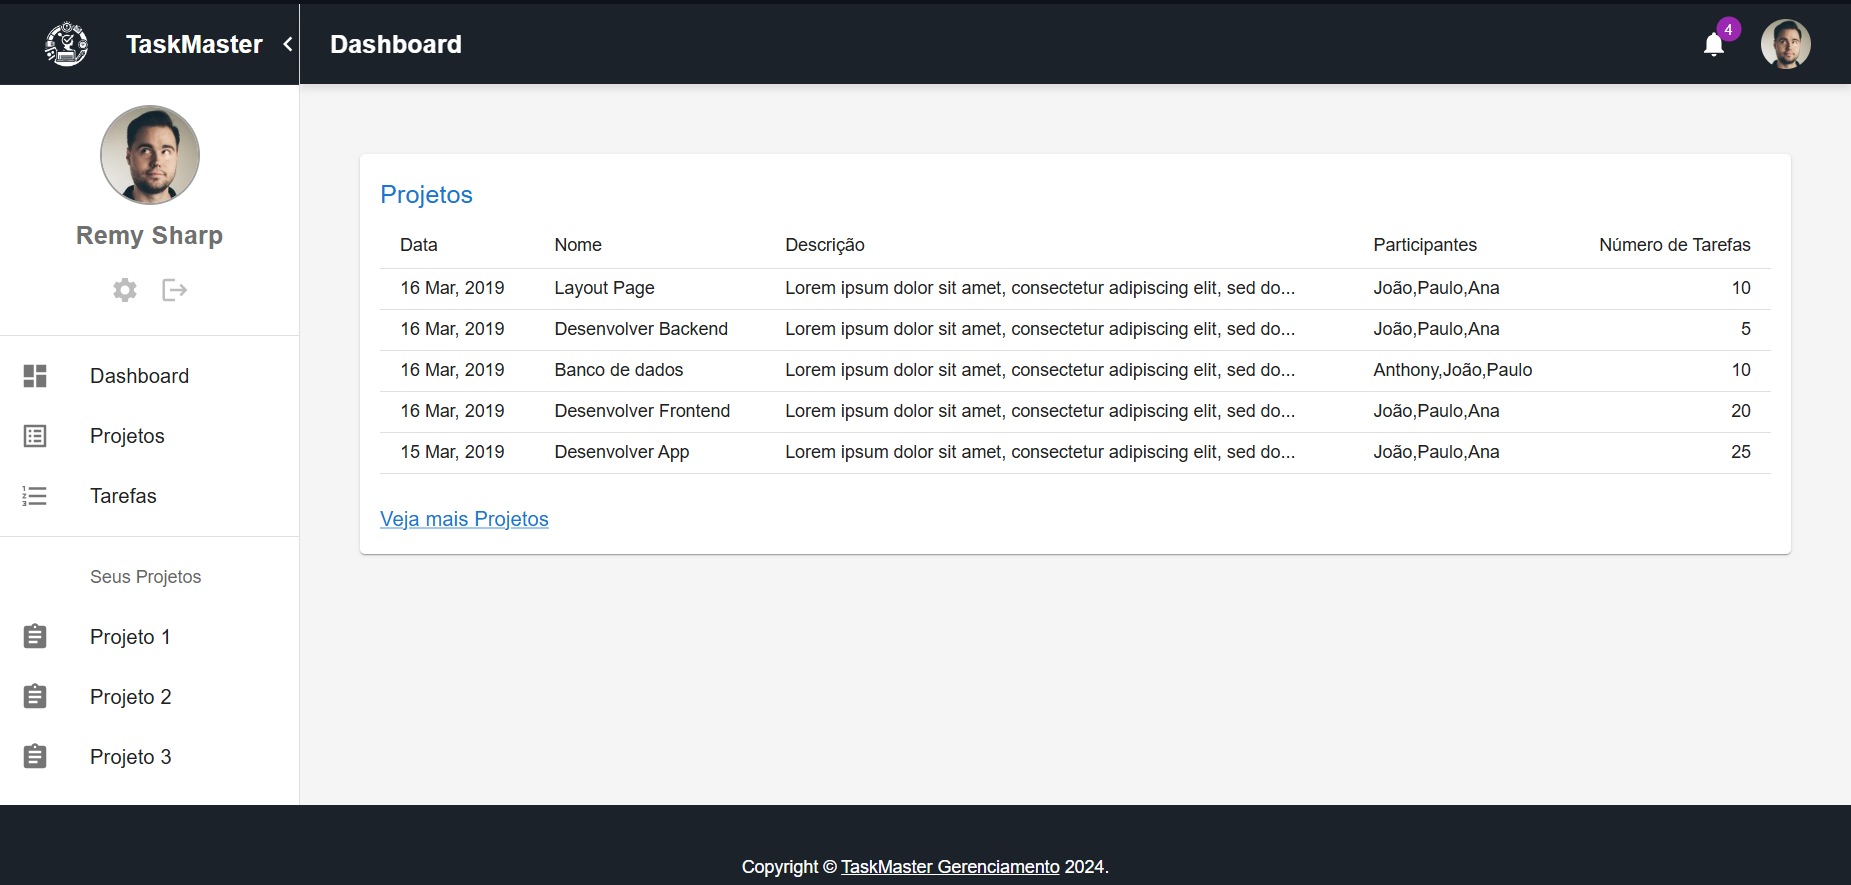 TaskMaster
Dashboard
4
Remy Sharp
Dashboard
Projetos
Tarefas
Seus Projetos
Projeto 1
Projeto 2
Projeto 3
Projetos
Data Nome Descrição Participantes Número de Tarefas
16 Mar, 2019 Layout Page Lorem ipsum dolor sit amet, consectetur adipiscing elit, sed do... João,Paulo,Ana 10
16 Mar, 2019 Desenvolver Backend Lorem ipsum dolor sit amet, consectetur adipiscing elit, sed do... João,Paulo,Ana 5
16 Mar, 2019 Banco de dados Lorem ipsum dolor sit amet, consectetur adipiscing elit, sed do... Anthony,João,Paulo 10
16 Mar, 2019 Desenvolver Frontend Lorem ipsum dolor sit amet, consectetur adipiscing elit, sed do... João,Paulo,Ana 20
15 Mar, 2019 Desenvolver App Lorem ipsum dolor sit amet, consectetur adipiscing elit, sed do... João,Paulo,Ana 25
Veja mais Projetos
Copyright © TaskMaster Gerenciamento 2024.